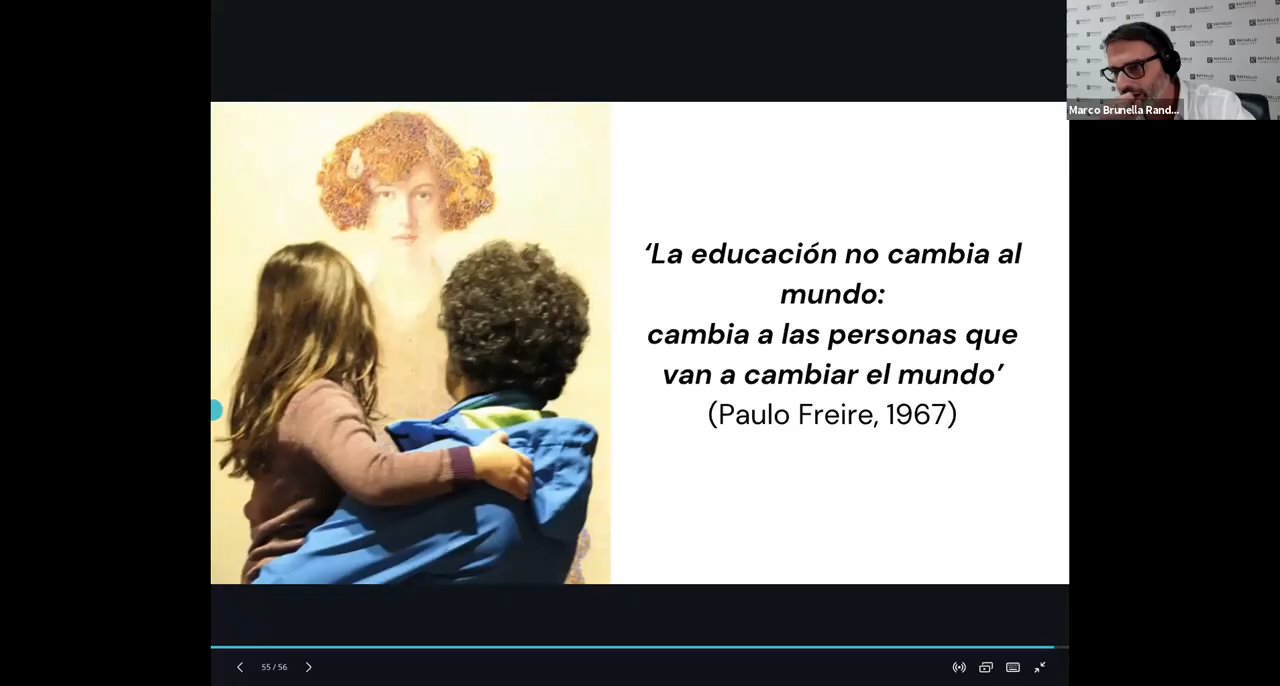 ‘La educación no cambia al
mundo:
cambia a las personas que
van a cambiar el mundo’
(Paulo Freire, 1967)
Marco Brunella Rand...
55 / 56